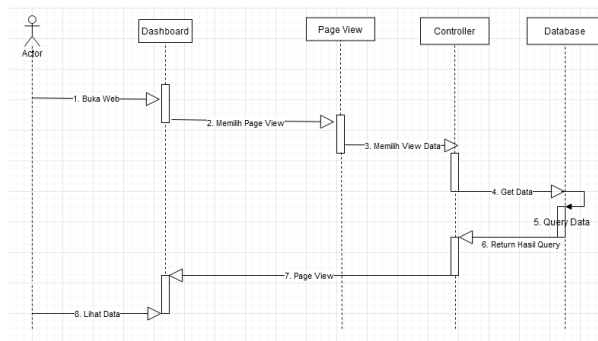 Dashboard
Page View
Controller
Database
Actor
1. Buka Web
2. Memilih Page View
3. Memilih View Data
4. Get Data
5. Query Data
6. Return Hasil Query
7. Page View
8. Lihat Data